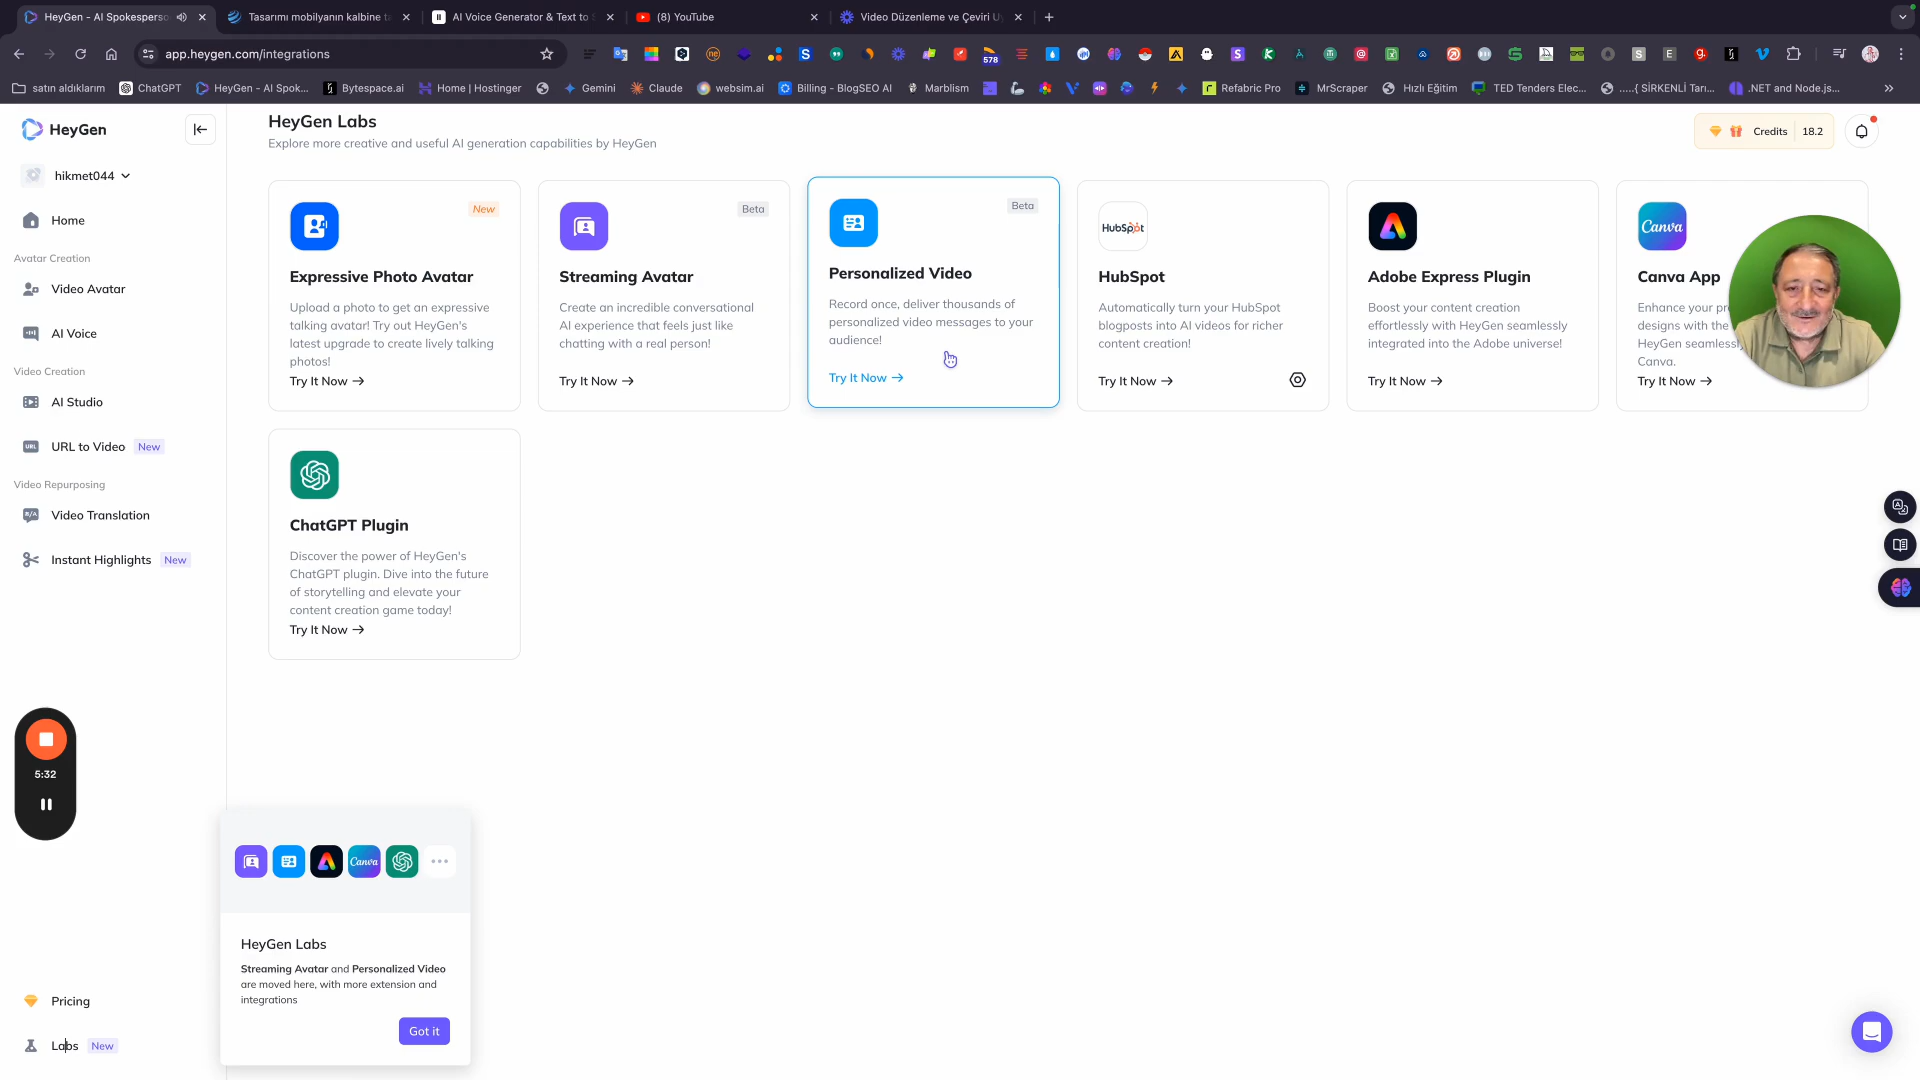 HeyGen - AI Spokesperso
Tasarımı mobilyanın kalbine ta
AI Voice Generator & Text to S
(8) YouTube
Video Düzenleme ve Çeviri Uy
app.heygen.com/integrations
578
satın aldıklarım
ChatGPT
HeyGen - AI Spok...
Bytespace.ai
Home | Hostinger
Gemini
Claude
websim.ai
Billing - BlogSEO AI
Marblism
Refabric Pro
MrScraper
Hızlı Eğitim
TED Tenders Elec...
.....{ SİRKENLİ Tarı...
.NET and Node.js...
HeyGen
hikmet044
Home
Avatar Creation
Video Avatar
AI Voice
Video Creation
AI Studio
URL to Video New
Video Repurposing
Video Translation
Instant Highlights New
5:32
Pricing
Labs New
HeyGen Labs
Explore more creative and useful AI generation capabilities by HeyGen
Credits 18.2
New
Expressive Photo Avatar
Upload a photo to get an expressive
talking avatar! Try out HeyGen's
latest upgrade to create lively talking
photos!
Try It Now
Beta
Streaming Avatar
Create an incredible conversational
AI experience that feels just like
chatting with a real person!
Try It Now
Beta
Personalized Video
Record once, deliver thousands of
personalized video messages to your
audience!
Try It Now
HubSpot
HubSpot
Automatically turn your HubSpot
blogposts into AI videos for richer
content creation!
Try It Now
Adobe Express Plugin
Boost your content creation
effortlessly with HeyGen seamlessly
integrated into the Adobe universe!
Try It Now
Canva
Canva App
Enhance your pr
designs with the
HeyGen seamlessly
Canva.
Try It Now
ChatGPT Plugin
Discover the power of HeyGen's
ChatGPT plugin. Dive into the future
of storytelling and elevate your
content creation game today!
Try It Now
Canva
HeyGen Labs
Streaming Avatar and Personalized Video
are moved here, with more extension and
integrations
Got it